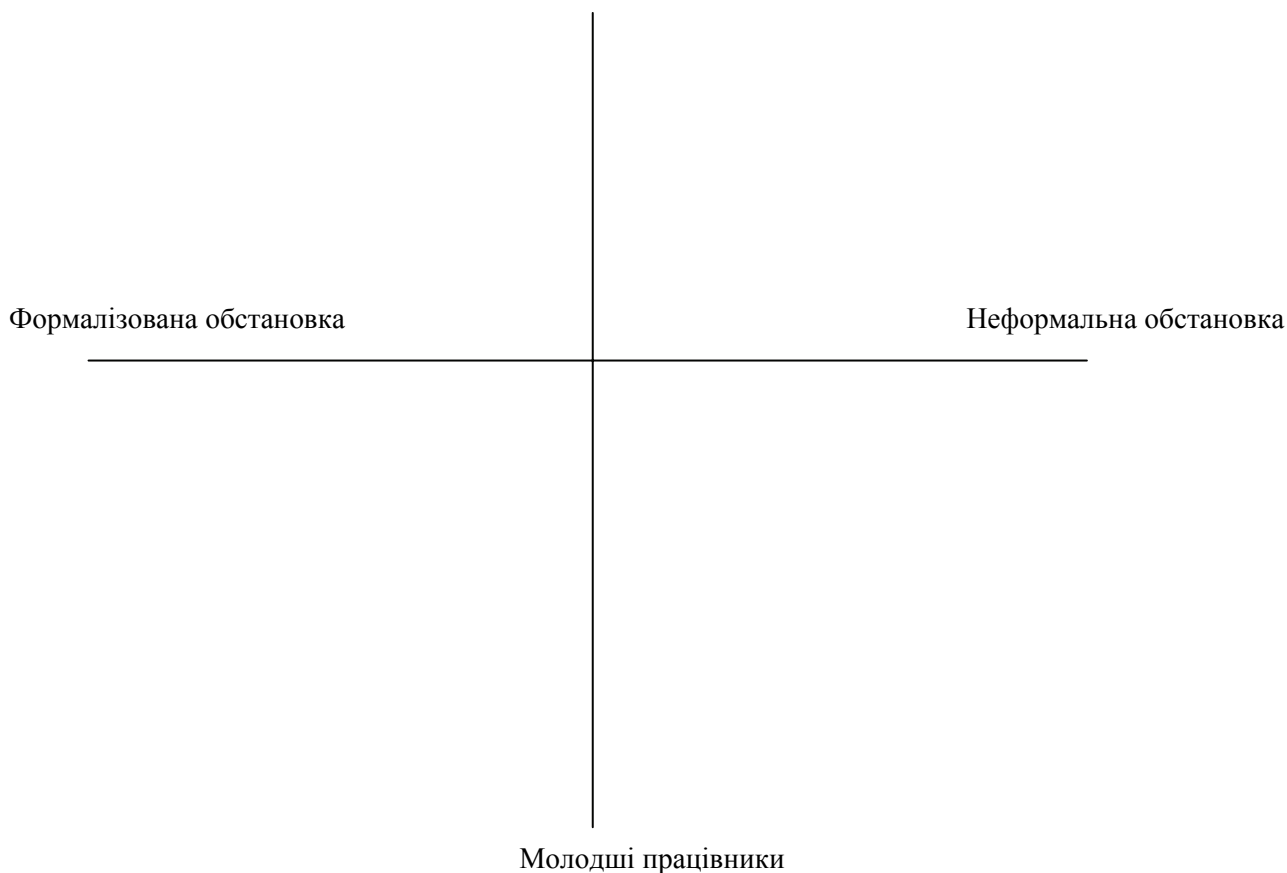 Формалізована обстановка
Неформальна обстановка
Молодші працівники